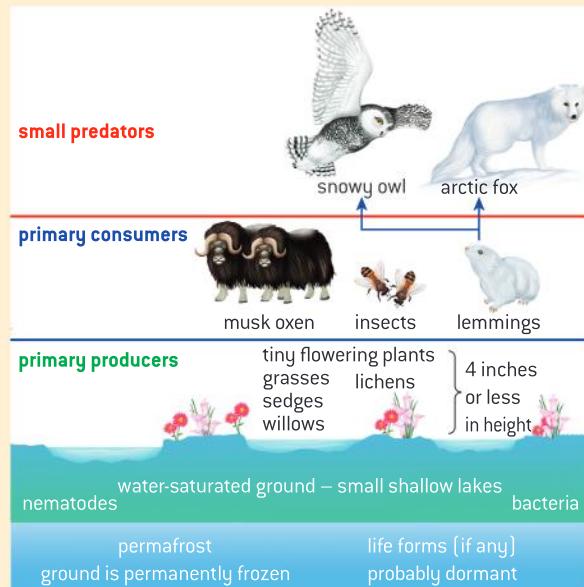 small predators
snowy owl
arctic fox
primary consumers
musk oxen
insects
lemmings
primary producers
tiny flowering plants
grasses
lichens
sedges
willows
4 inches
or less
in height
water-saturated ground – small shallow lakes
nematodes
bacteria
permafrost
ground is permanently frozen
life forms (if any)
probably dormant